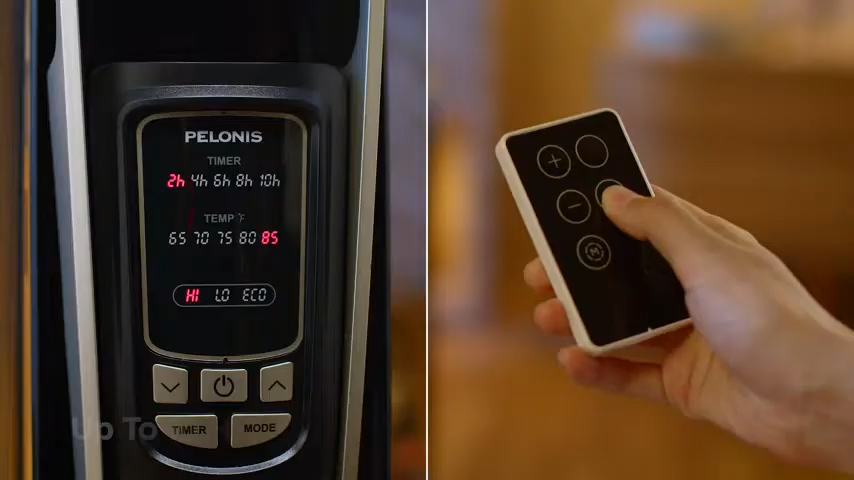 PELONIS
TIMER
2h 4h 6h 8h 10h
TEMP °F
65 70 75 80 85
HI LO ECO
TIMER
MODE
Up To
+
−
M